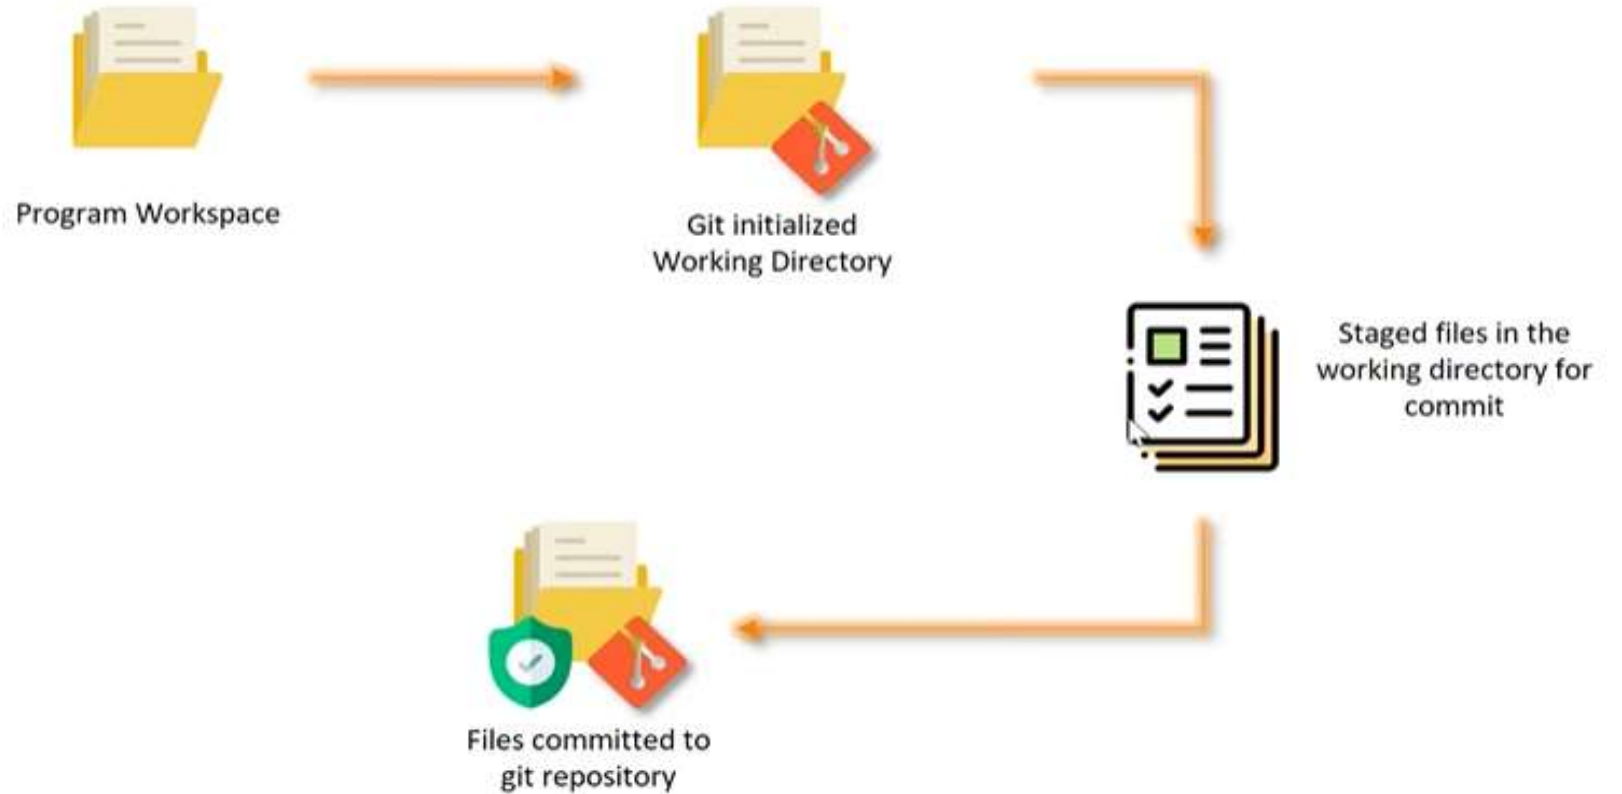 Program Workspace
Git initialized
Working Directory
Staged files in the
working directory for
commit
Files committed to
git repository